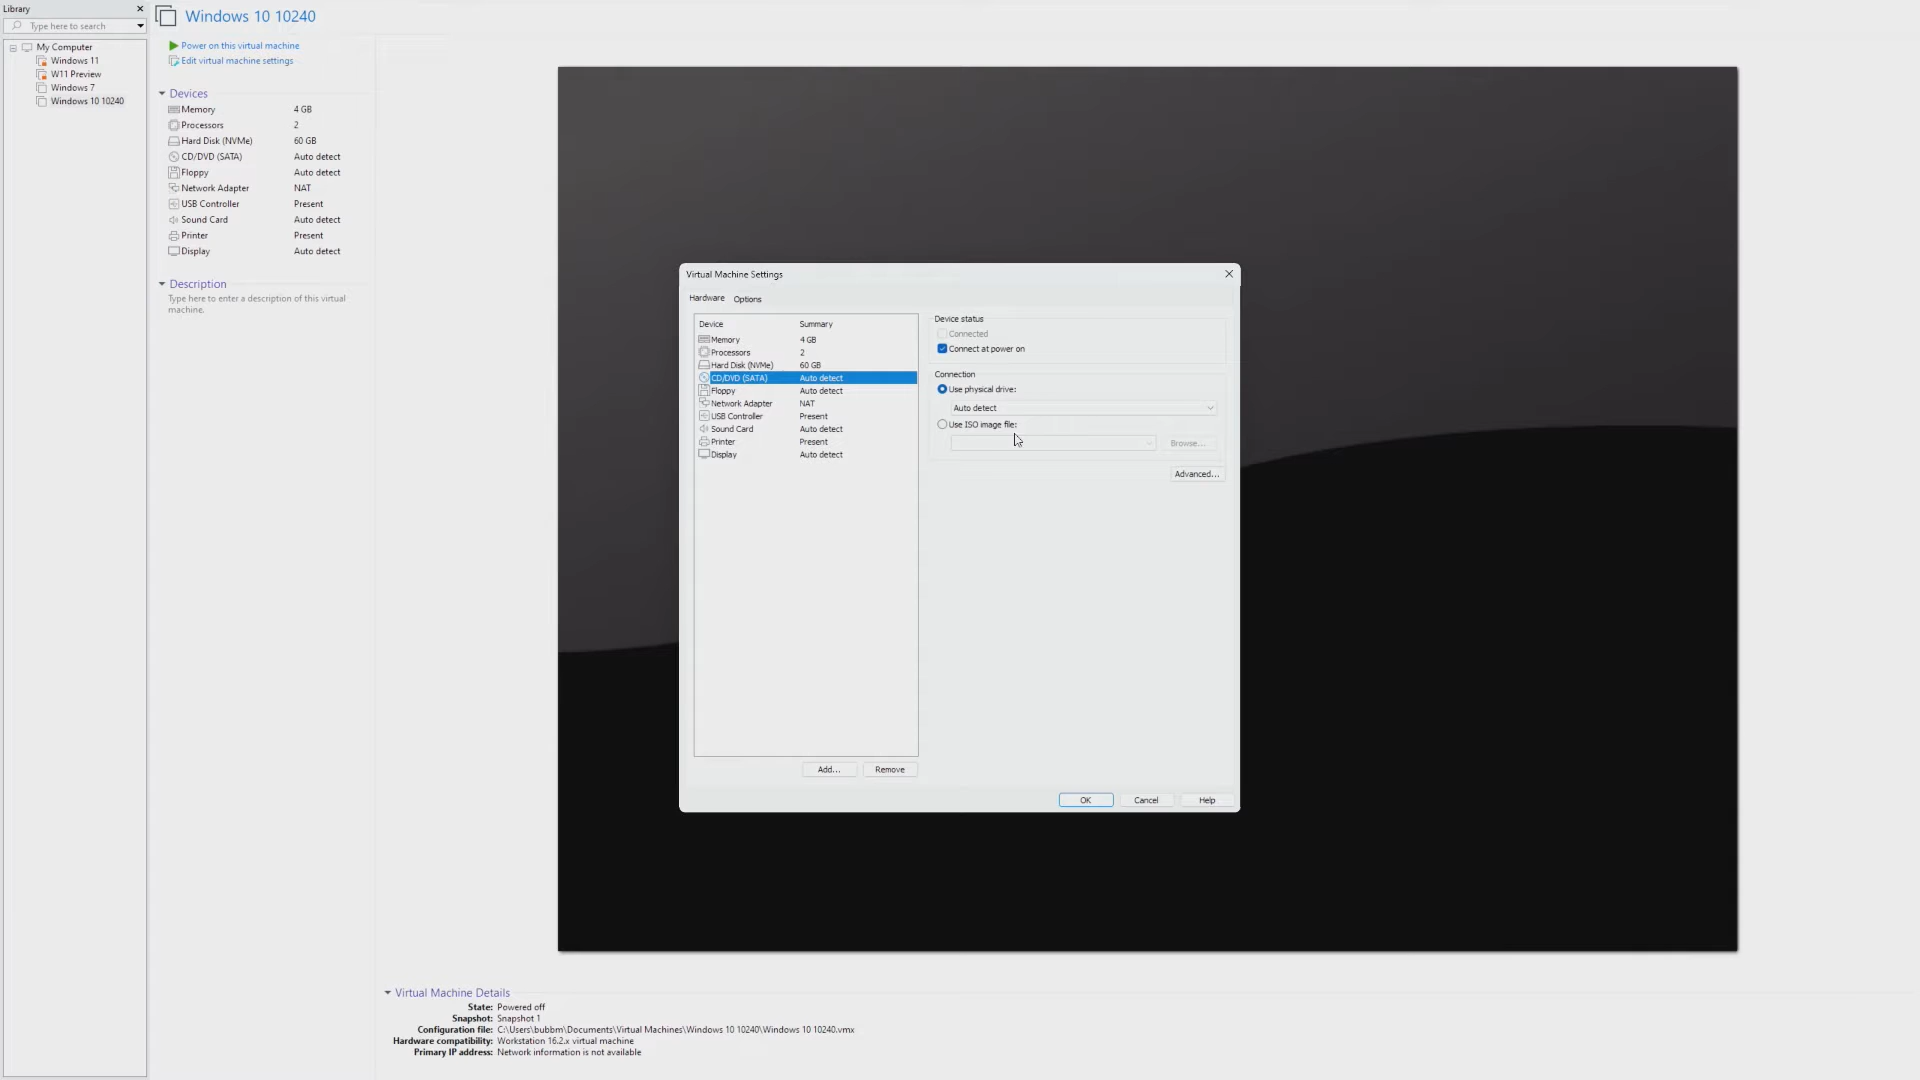 Library
Type here to search
My Computer
Windows 11
W11 Preview
Windows 7
Windows 10 10240
Windows 10 10240
Power on this virtual machine
Edit virtual machine settings
Devices
Memory 4 GB
Processors 2
Hard Disk (NVMe) 60 GB
CD/DVD (SATA) Auto detect
Floppy Auto detect
Network Adapter NAT
USB Controller Present
Sound Card Auto detect
Printer Present
Display Auto detect
Description
Type here to enter a description of this virtual
machine.
Virtual Machine Settings
Hardware Options
Device Summary
Memory 4 GB
Processors 2
Hard Disk (NVMe) 60 GB
CD/DVD (SATA) Auto detect
Floppy Auto detect
Network Adapter NAT
USB Controller Present
Sound Card Auto detect
Printer Present
Display Auto detect
Add... Remove
Device status
Connected
Connect at power on
Connection
Use physical drive:
Auto detect
Use ISO image file:
Browse...
Advanced...
OK Cancel Help
Virtual Machine Details
State: Powered off
Snapshot: Snapshot 1
Configuration file: C:\Users\bubbm\Documents\Virtual Machines\Windows 10 10240\Windows 10 10240.vmx
Hardware compatibility: Workstation 16.2.x virtual machine
Primary IP address: Network information is not available